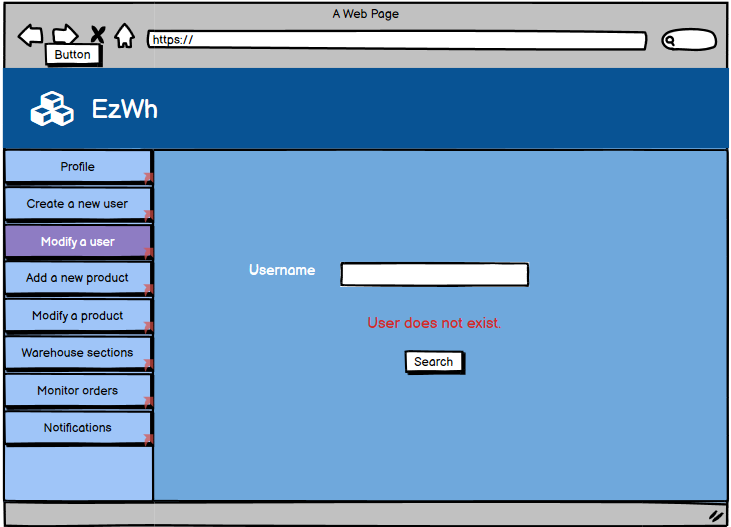 A Web Page
https://
Button
EzWh
Profile
Create a new user
Modify a user
Add a new product
Modify a product
Warehouse sections
Monitor orders
Notifications
Username
User does not exist.
Search